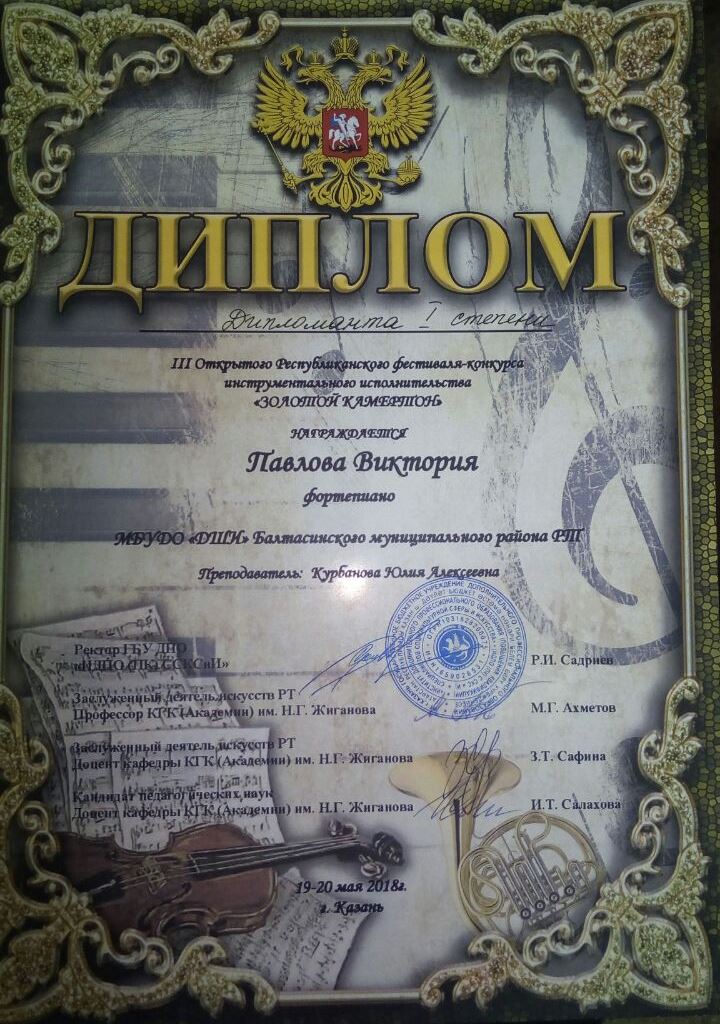 ДИПЛОМ
Дипломанта I степени
III Открытого Республиканского фестиваля-конкурса
инструментального исполнительства
«ЗОЛОТОЙ КАМЕРТОН»
НАГРАЖДАЕТСЯ
Павлова Виктория
фортепиано
МБУДО «ДШИ» Балтасинского муниципального района РТ
Преподаватель: Курбанова Юлия Алексеевна
Ректор ГБУ ДПО
Р.И. Садриев
Заслуженный деятель искусств РТ
Профессор КГК (Академии) им. Н.Г. Жиганова М.Г. Ахметов
Заслуженный деятель искусств РТ
Доцент кафедры КГК (Академии) им. Н.Г. Жиганова З.Т. Сафина
Кандидат педагогических наук
Доцент кафедры КГК (Академии) им. Н.Г. Жиганова И.Т. Салахова
19-20 мая 2018г.
г. Казань